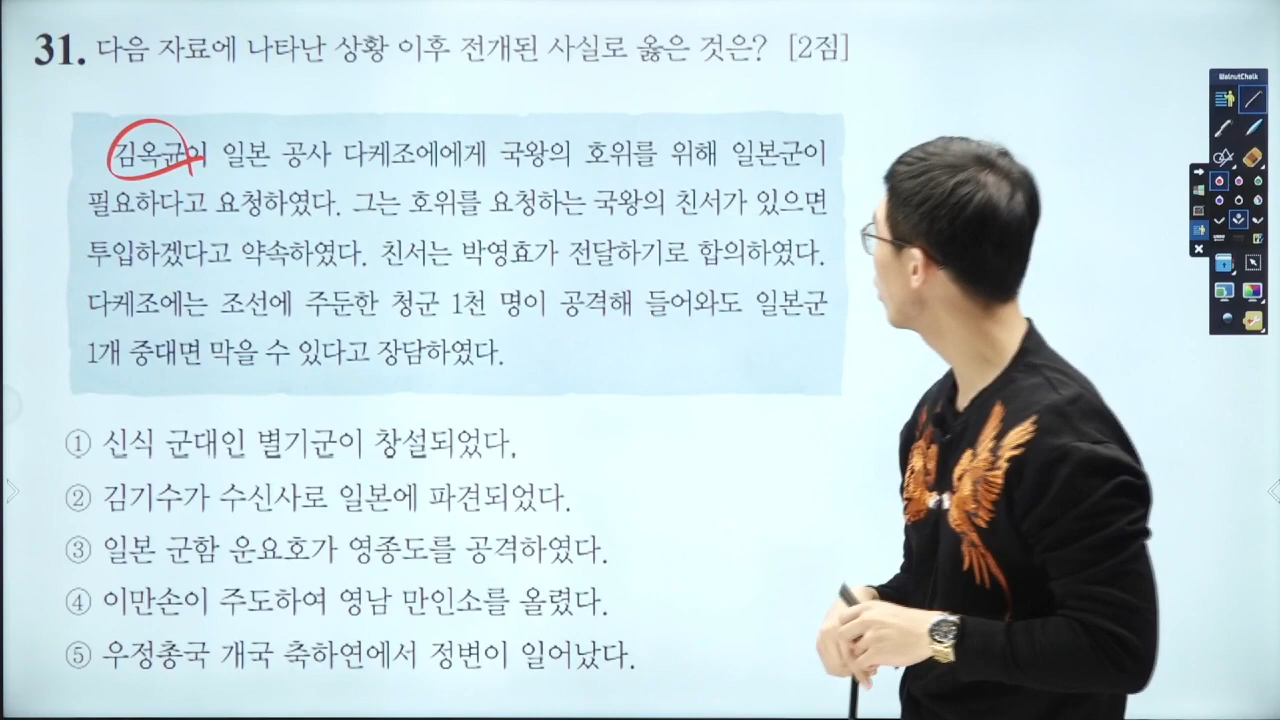 31. 다음 자료에 나타난 상황 이후 전개된 사실로 옳은 것은? [2점]
김옥균이 일본 공사 다케조에에게 국왕의 호위를 위해 일본군이
필요하다고 요청하였다. 그는 호위를 요청하는 국왕의 친서가 있으면
투입하겠다고 약속하였다. 친서는 박영효가 전달하기로 합의하였다.
다케조에는 조선에 주둔한 청군 1천 명이 공격해 들어와도 일본군
1개 중대면 막을 수 있다고 장담하였다.
① 신식 군대인 별기군이 창설되었다.
② 김기수가 수신사로 일본에 파견되었다.
③ 일본 군함 운요호가 영종도를 공격하였다.
④ 이만손이 주도하여 영남 만인소를 올렸다.
⑤ 우정총국 개국 축하연에서 정변이 일어났다.
WalnutChalk